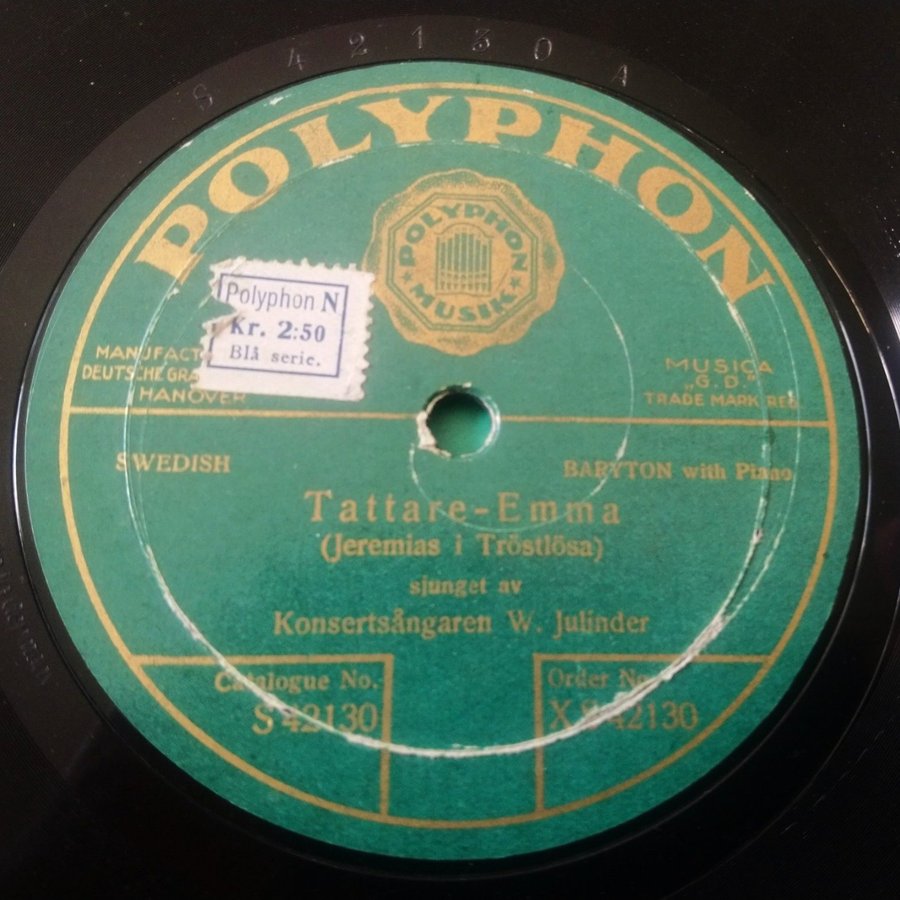 S 42130 A
POLYPHON
POLYPHON
MUSIK
Polyphon N
Kr. 2:50
Blå serie.
MANUFACT
DEUTSCHE GRA
HANOVER
MUSICA
„G.D.“
TRADE MARK REG.
SWEDISH
BARYTON with Piano
Tattare-Emma
(Jeremias i Tröstlösa)
sjunget av
Konsertsångaren W. Julinder
Catalogue No.
S 42130
Order No.
X S 42130